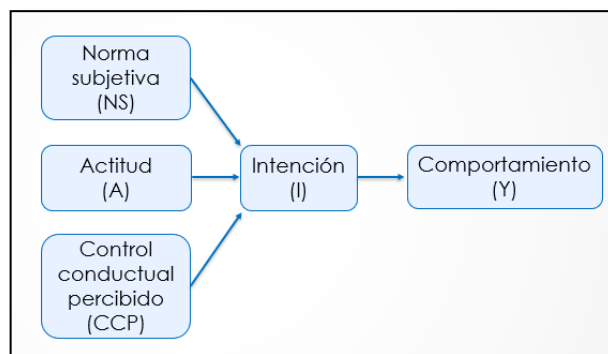 Norma
subjetiva
(NS)
Actitud
(A)
Intención
(I)
Comportamiento
(Y)
Control
conductual
percibido
(CCP)